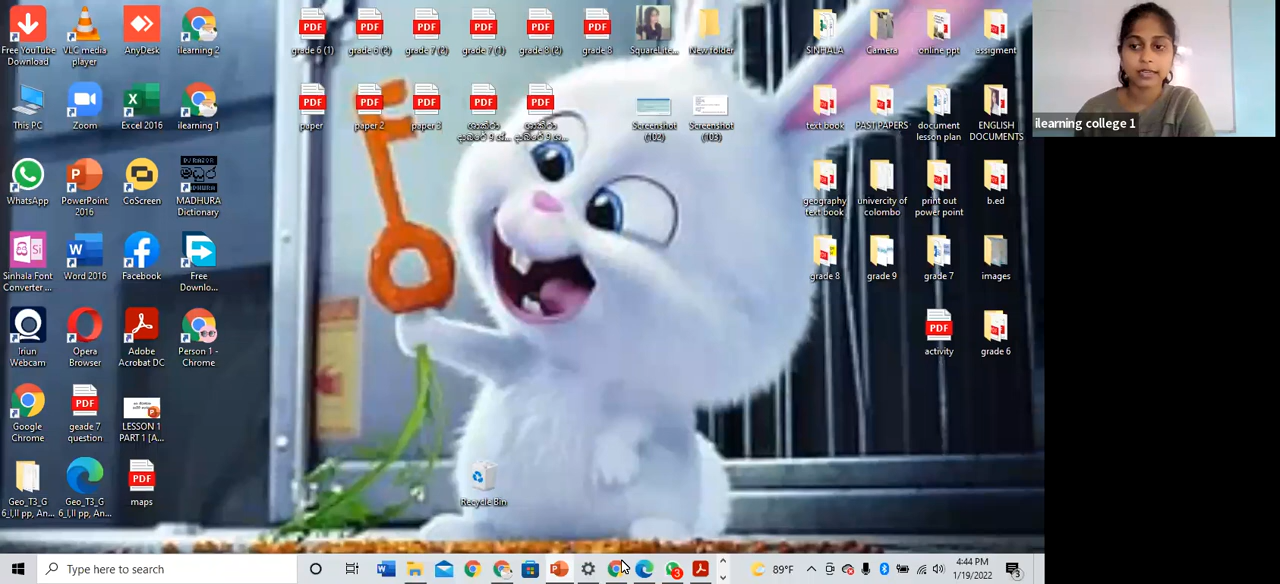 grade 6 (1)
grade 6 (2)
grade 7 (2)
grade 7 (1)
grade 8 (2)
grade 8
SquareLite...
New folder
SINHALA
Camera
online ppt
assigment
Free YouTube
Download
VLC media
player
AnyDesk
ilearning 2
This PC
Zoom
Excel 2016
ilearning 1
paper
paper 2
paper 3
Screenshot
(102)
Screenshot
(103)
text book
PAST PAPERS
document
lesson plan
ENGLISH
DOCUMENTS
WhatsApp
PowerPoint
2016
CoScreen
MADHURA
Dictionary
geography
text book
univercity of
colombo
print out
power point
b.ed
Sinhala Font
Converter ...
Word 2016
Facebook
Free
Downlo...
grade 8
grade 9
grade 7
images
Iriun
Webcam
Opera
Browser
Adobe
Acrobat DC
Person 1 -
Chrome
activity
grade 6
Google
Chrome
geade 7
question
LESSON 1
PART 1 [A...
Geo_T3_G
6_I,II pp, An...
Geo_T3_G
6_I,II pp, An...
maps
Recycle Bin
ilearning college 1
Type here to search
3
89°F
4:44 PM
1/19/2022
3